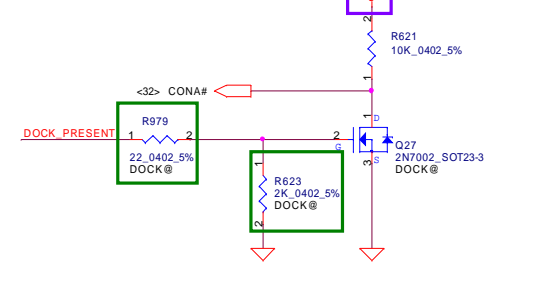 2
R621
10K_0402_5%
1
<32> CONA#
R979
1
D
DOCK_PRESENT 1 2
2
G
Q27
22_0402_5%
DOCK@
S
2N7002_SOT23-3
3
DOCK@
1
R623
2K_0402_5%
DOCK@
2